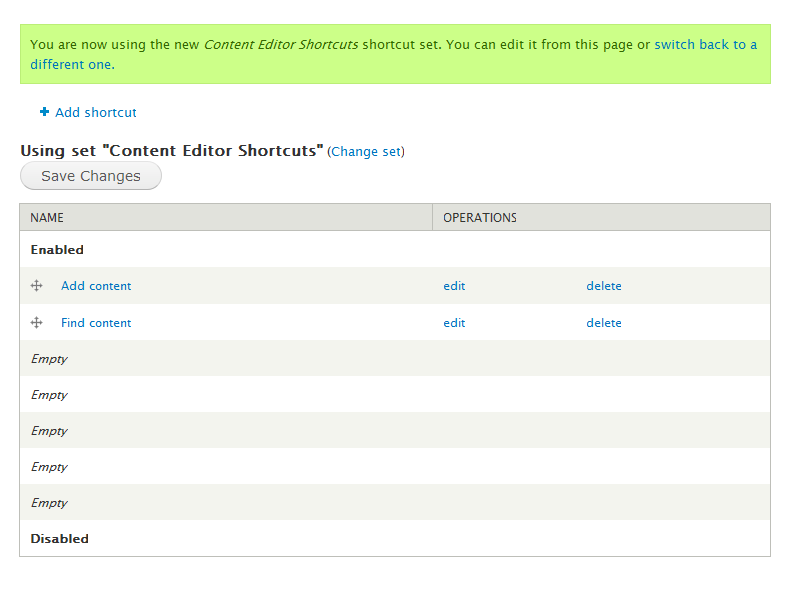 You are now using the new Content Editor Shortcuts shortcut set. You can edit it from this page or switch back to a
different one.
Add shortcut
Using set "Content Editor Shortcuts" (Change set)
Save Changes
NAME OPERATIONS
Enabled
Add content edit delete
Find content edit delete
Empty
Empty
Empty
Empty
Empty
Disabled